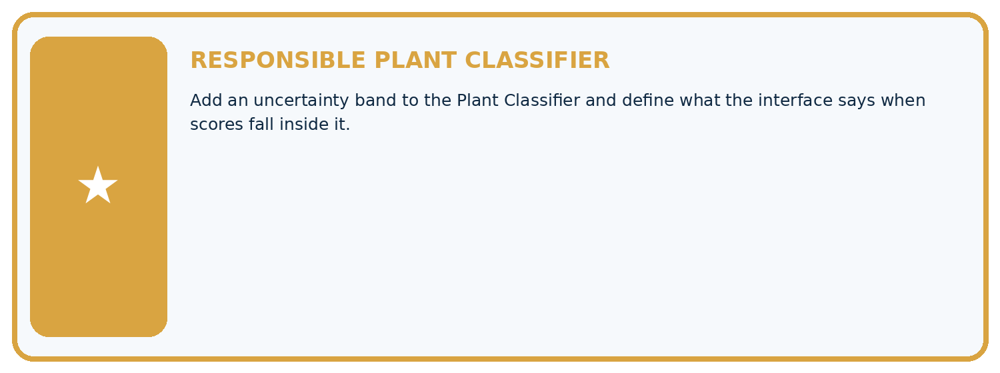 RESPONSIBLE PLANT CLASSIFIER
Add an uncertainty band to the Plant Classifier and define what the interface says when
scores fall inside it.